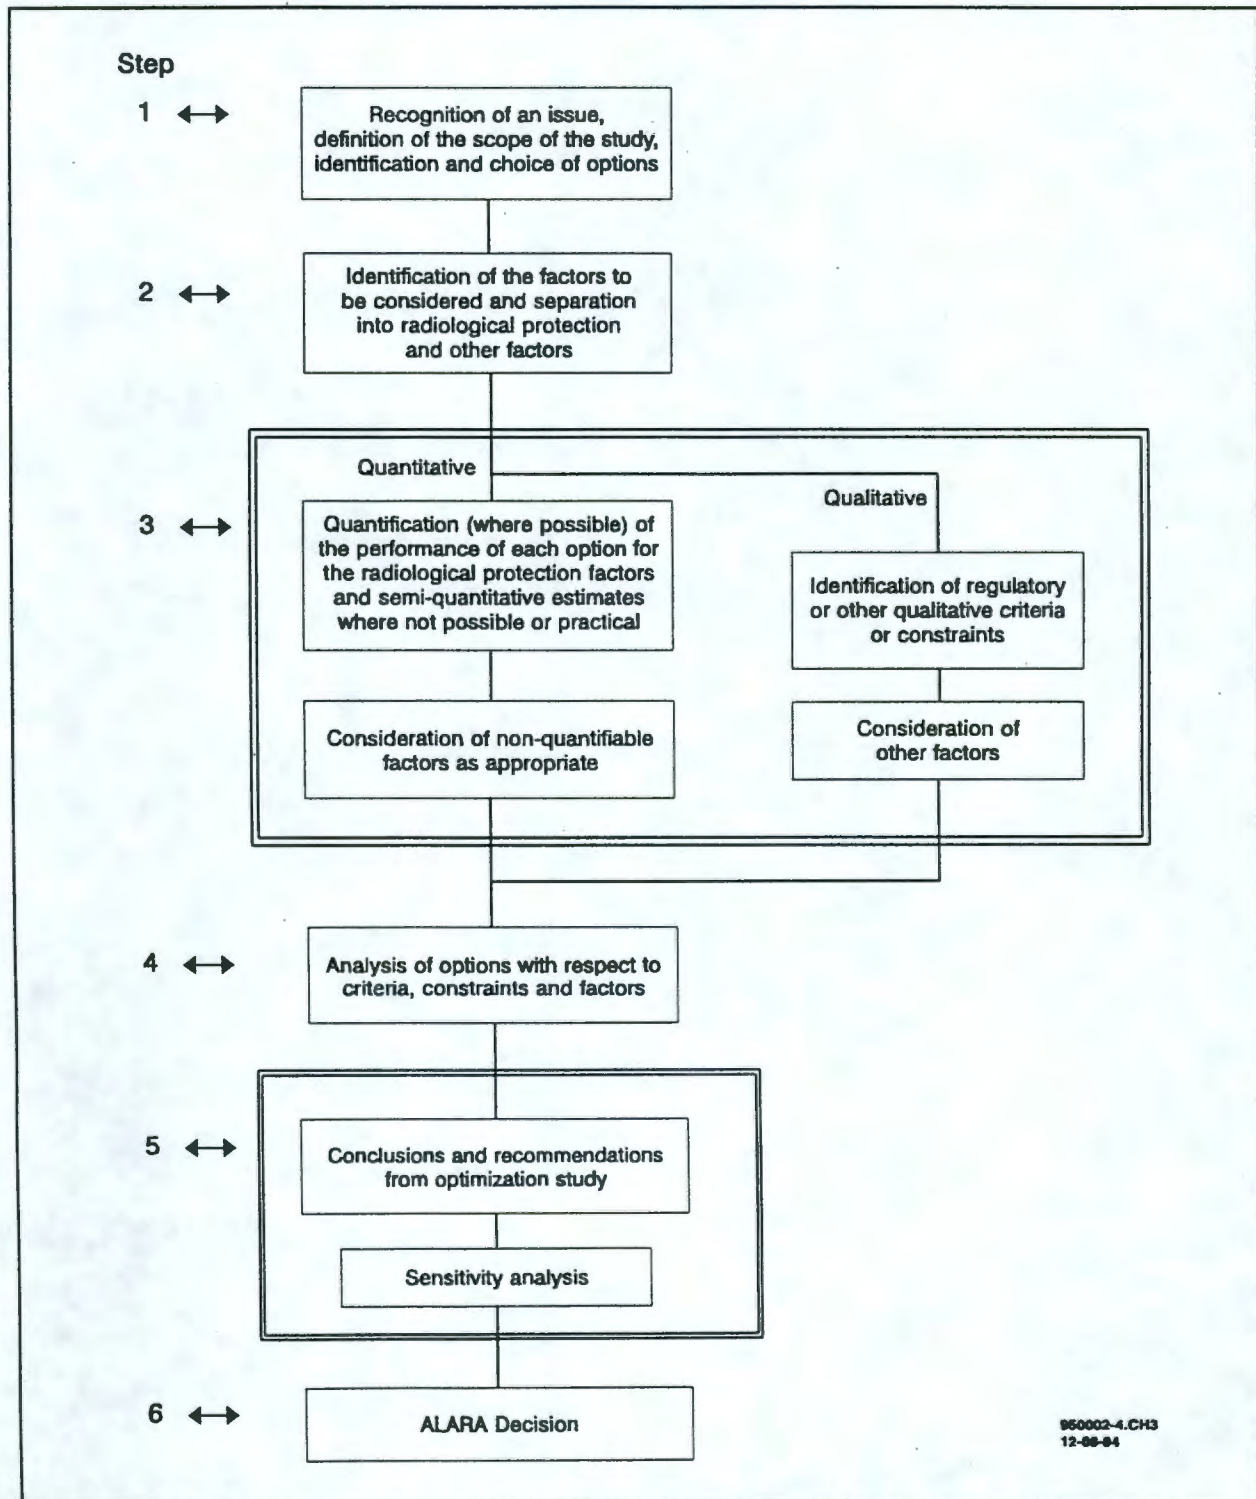 Step
1
Recognition of an issue,
definition of the scope of the study,
identification and choice of options
2
Identification of the factors to
be considered and separation
into radiological protection
and other factors
3
Quantitative
Quantification (where possible) of
the performance of each option for
the radiological protection factors
and semi-quantitative estimates
where not possible or practical
Consideration of non-quantifiable
factors as appropriate
Qualitative
Identification of regulatory
or other qualitative criteria
or constraints
Consideration of
other factors
4
Analysis of options with respect to
criteria, constraints and factors
5
Conclusions and recommendations
from optimization study
Sensitivity analysis
6
ALARA Decision
950002-4.CH3